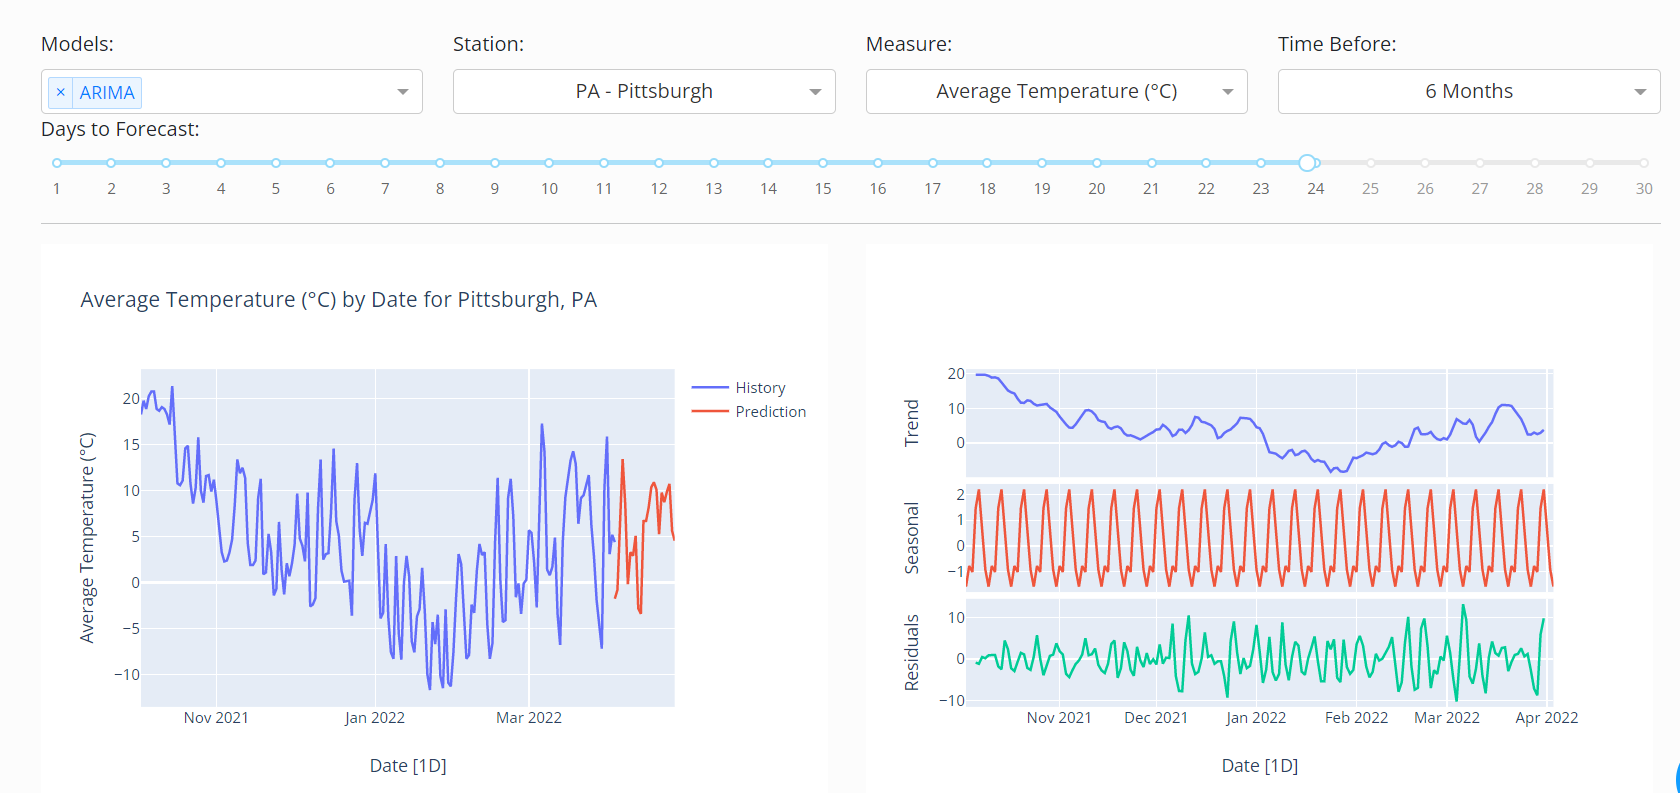 Models:
Station:
Measure:
Time Before:
× ARIMA
PA - Pittsburgh
Average Temperature (°C)
6 Months
Days to Forecast:
1 2 3 4 5 6 7 8 9 10 11 12 13 14 15 16 17 18 19 20 21 22 23 24 25 26 27 28 29 30
Average Temperature (°C) by Date for Pittsburgh, PA
Average Temperature (°C)
20
15
10
5
0
−5
−10
Nov 2021 Jan 2022 Mar 2022
Date [1D]
History
Prediction
Trend
20
10
0
Seasonal
2
1
0
−1
Residuals
10
0
−10
Nov 2021 Dec 2021 Jan 2022 Feb 2022 Mar 2022 Apr 2022
Date [1D]